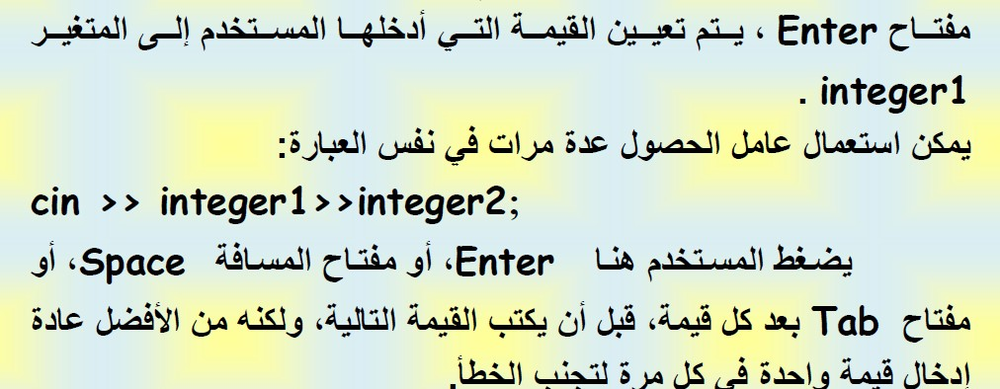 مفتاح Enter ، يتم تعيين القيمة التي أدخلها المستخدم إلى المتغير
integer1 .
يمكن استعمال عامل الحصول عدة مرات في نفس العبارة:
cin >> integer1>>integer2;
يضغط المستخدم هنا Enter، أو مفتاح المسافة Space، أو
مفتاح Tab بعد كل قيمة، قبل أن يكتب القيمة التالية، ولكنه من الأفضل عادة
إدخال قيمة واحدة في كل مرة لتجنب الخطأ.